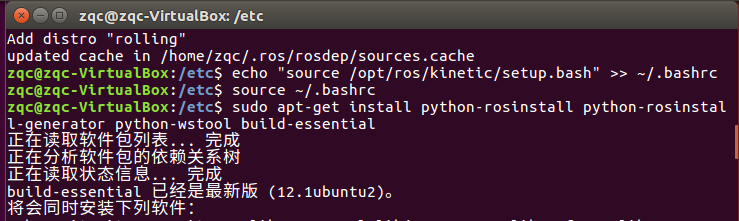 zqc@zqc-VirtualBox: /etc
Add distro "rolling"
updated cache in /home/zqc/.ros/rosdep/sources.cache
zqc@zqc-VirtualBox:/etc$ echo "source /opt/ros/kinetic/setup.bash" >> ~/.bashrc
zqc@zqc-VirtualBox:/etc$ source ~/.bashrc
zqc@zqc-VirtualBox:/etc$ sudo apt-get install python-rosinstall python-rosinstal
l-generator python-wstool build-essential
正在读取软件包列表... 完成
正在分析软件包的依赖关系树
正在读取状态信息... 完成
build-essential 已经是最新版 (12.1ubuntu2)。
将会同时安装下列软件：